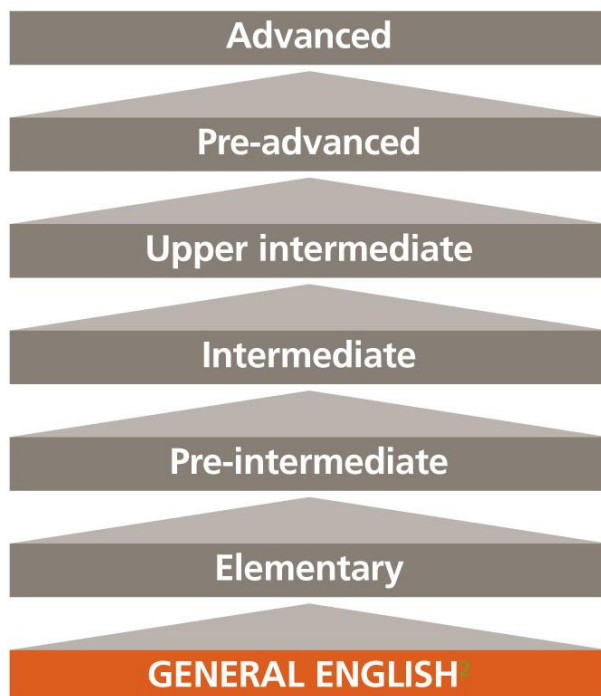 Advanced
Pre-advanced
Upper intermediate
Intermediate
Pre-intermediate
Elementary
GENERAL ENGLISH²